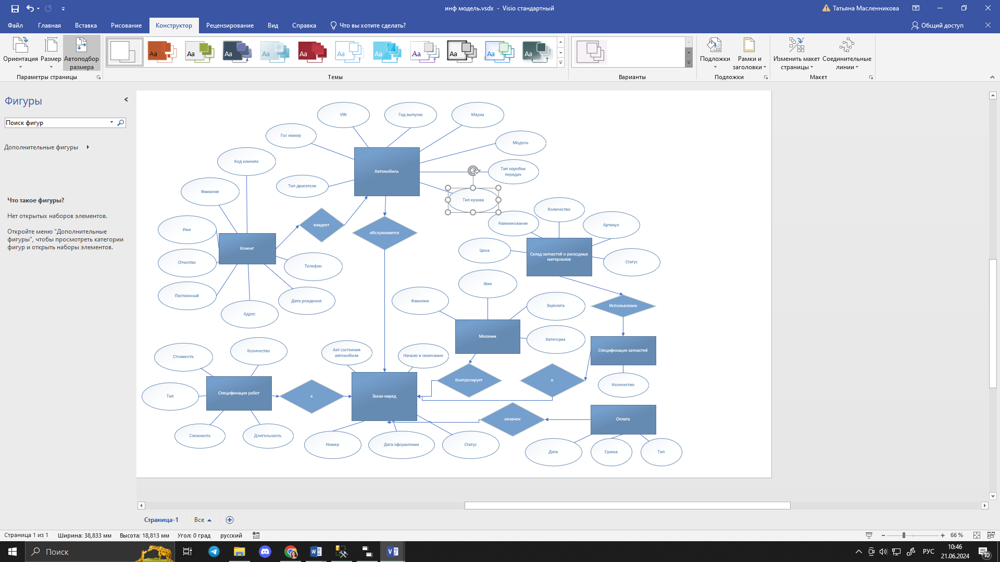 инф модель.vsdx - Visio стандартный
Татьяна Масленникова
Файл
Главная
Вставка
Рисование
Конструктор
Рецензирование
Вид
Справка
Что вы хотите сделать?
Общий доступ
Ориентация
Размер
Автоподбор
размера
Параметры страницы
Aa
Aa
Aa
Aa
Aa
Aa
Aa
Aa
Aa
Aa
Aa
Темы
Варианты
Подложки
Рамки и
заголовки
Подложки
Изменить макет
страницы
Соединительные
линии
Макет
Фигуры
Поиск фигур
Дополнительные фигуры
Что такое фигуры?
Нет открытых наборов элементов.
Откройте меню "Дополнительные
фигуры", чтобы просмотреть категории
фигур и открыть наборы элементов.
VIN
Год выпуска
Марка
Гос номер
Модель
Код клиента
Автомобиль
Тип коробки
передач
Тип двигателя
Фамилия
Тип кузова
Количество
Наименование
Артикул
владеет
обслуживается
Имя
Клиент
Цена
Склад запчастей и расходных
материалов
Отчество
Телефон
Статус
Имя
Постоянный
Дата рождения
Фамилия
Зарплата
Использована
Адрес
Механик
Категория
Спецификация запчастей
Стоимость
Количество
Акт состояния
автомобиля
Начало и окончание
Контролирует
к
Количество
Тип
Спецификация работ
к
Заказ-наряд
оплачен
Оплата
Сложность
Длительность
Номер
Дата оформления
Статус
Дата
Сумма
Тип
Страница-1
Все
Страница 1 из 1
Ширина: 38,833 мм
Высота: 18,813 мм
Угол: 0 град
русский
66 %
Поиск
РУС
10:46
21.06.2024
10